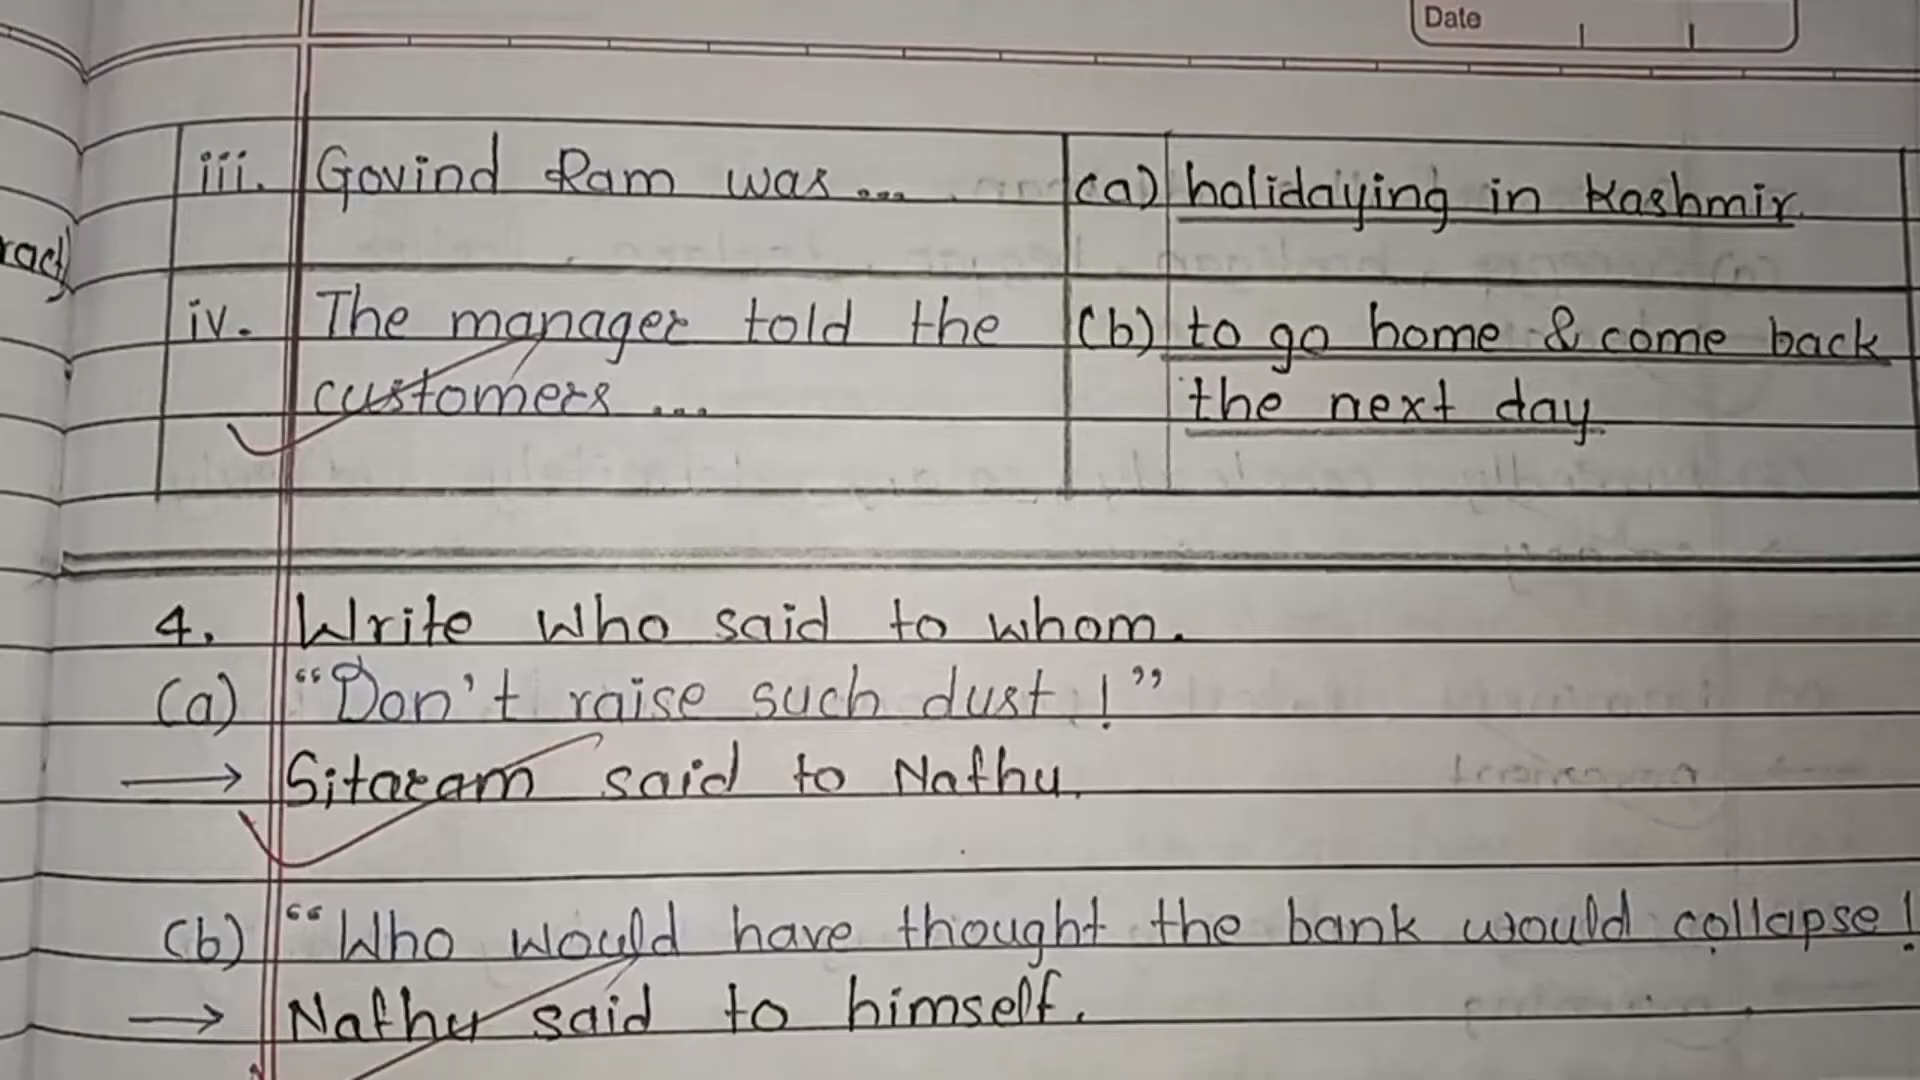 Date
iii. Govind Ram was ... (a) holidaying in Kashmir.
iv. The manager told the (b) to go home & come back
customers ... the next day
4. Write who said to whom.
(a) "Don't raise such dust!"
→ Sitaram said to Nathu.
(b) "Who would have thought the bank would collapse!
→ Nathu said to himself.